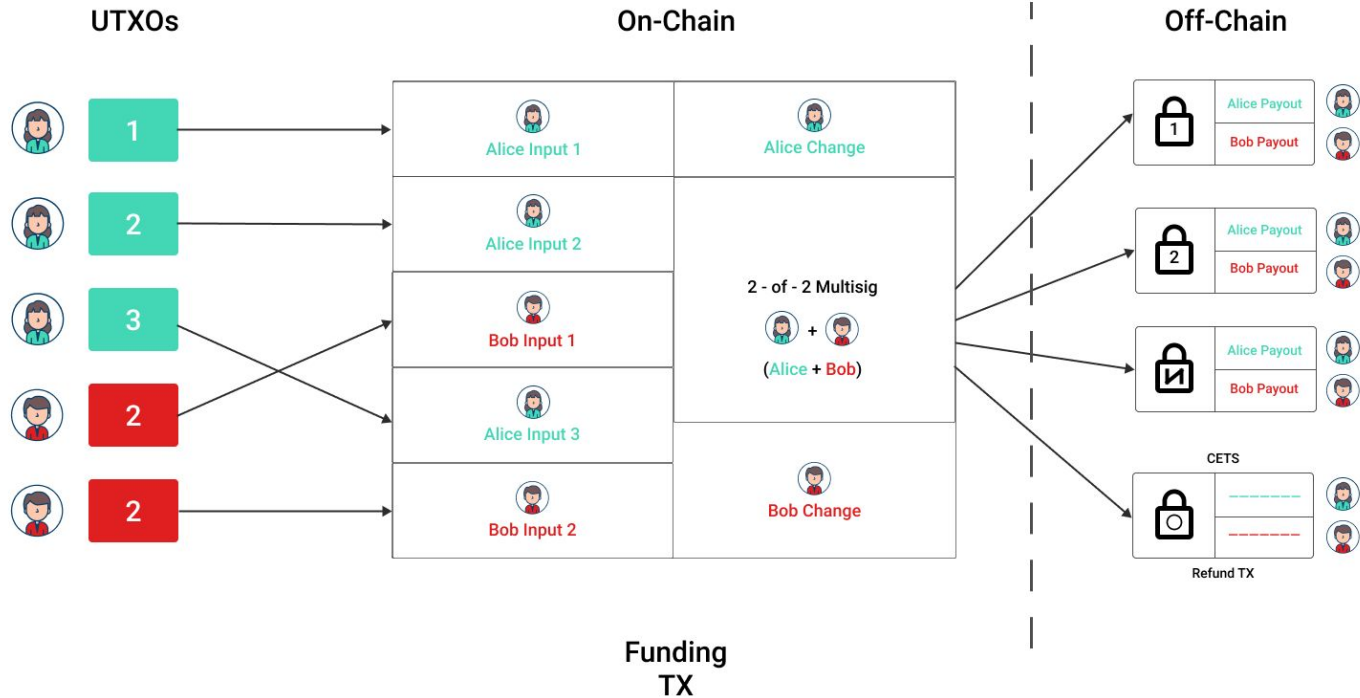 UTXOs
On-Chain
Off-Chain
1
2
3
2
2
Alice Input 1
Alice Input 2
Bob Input 1
Alice Input 3
Bob Input 2
Alice Change
2 - of - 2 Multisig
+
(Alice + Bob)
Bob Change
1
Alice Payout
Bob Payout
2
Alice Payout
Bob Payout
N
Alice Payout
Bob Payout
CETS
Refund TX
Funding
TX